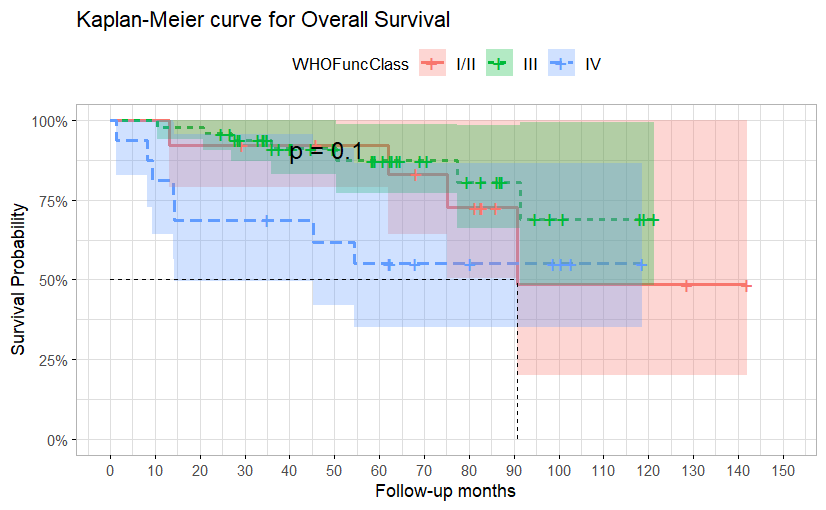 Kaplan-Meier curve for Overall Survival
WHOFuncClass I/II III IV
Survival Probability
100%
75%
50%
25%
0%
p = 0.1
0 10 20 30 40 50 60 70 80 90 100 110 120 130 140 150
Follow-up months